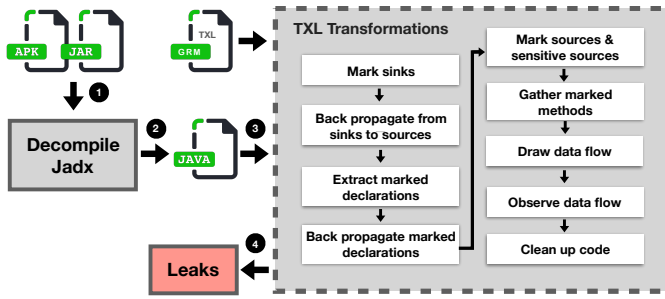 APK
JAR
TXL
GRM
1
Decompile
Jadx
2
JAVA
3
TXL Transformations
Mark sinks
Back propagate from
sinks to sources
Extract marked
declarations
Back propagate marked
declarations
Mark sources &
sensitive sources
Gather marked
methods
Draw data flow
Observe data flow
Clean up code
4
Leaks